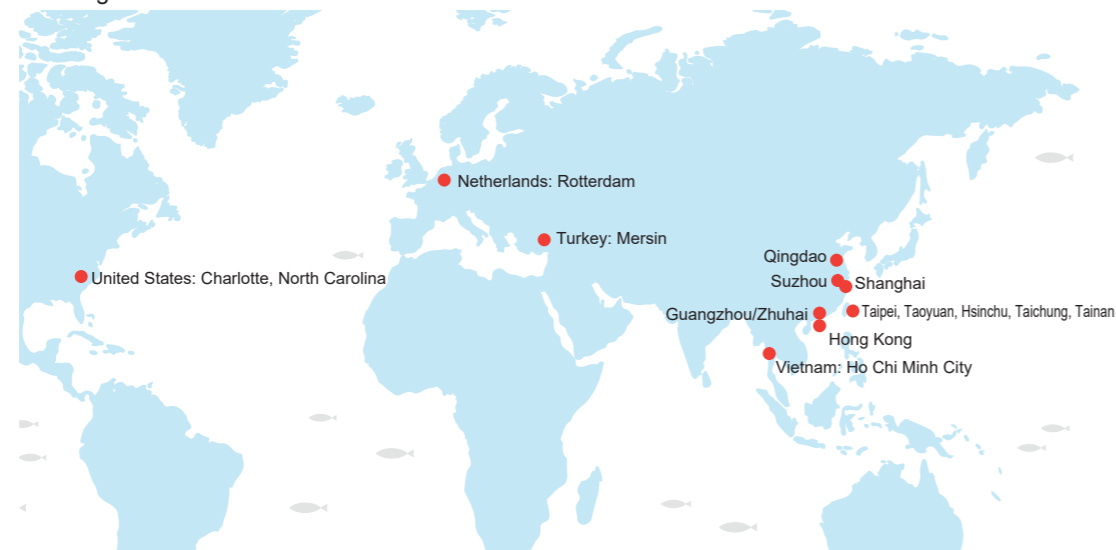 Netherlands: Rotterdam
Turkey: Mersin
Qingdao
United States: Charlotte, North Carolina
Suzhou
Shanghai
Guangzhou/Zhuhai
Taipei, Taoyuan, Hsinchu, Taichung, Tainan
Hong Kong
Vietnam: Ho Chi Minh City